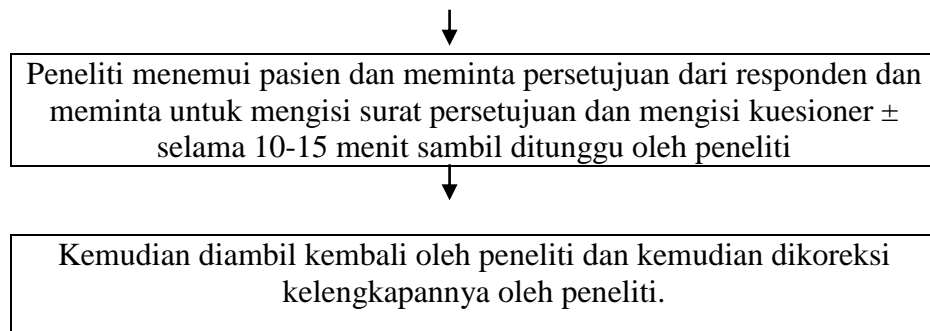 Peneliti menemui pasien dan meminta persetujuan dari responden dan
meminta untuk mengisi surat persetujuan dan mengisi kuesioner ±
selama 10-15 menit sambil ditunggu oleh peneliti
Kemudian diambil kembali oleh peneliti dan kemudian dikoreksi
kelengkapannya oleh peneliti.